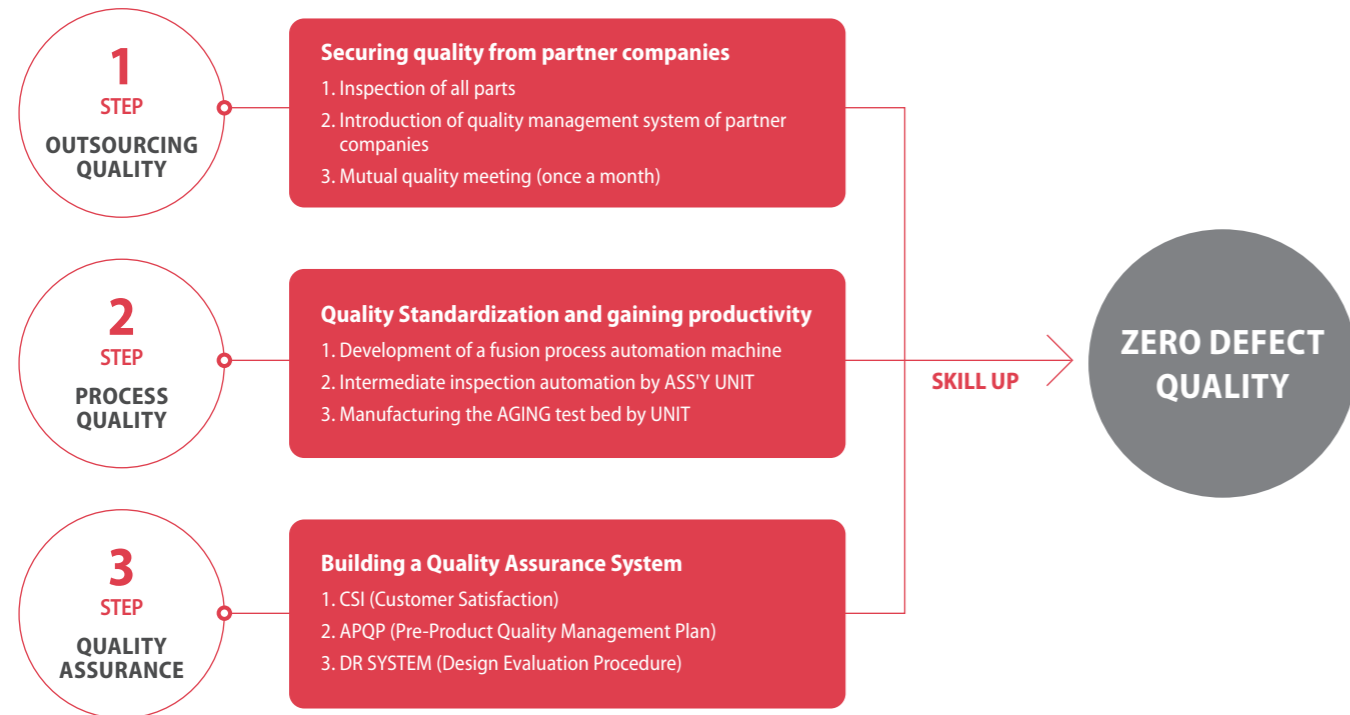 1
STEP
OUTSOURCING
QUALITY
Securing quality from partner companies
1. Inspection of all parts
2. Introduction of quality management system of partner
companies
3. Mutual quality meeting (once a month)
2
STEP
PROCESS
QUALITY
Quality Standardization and gaining productivity
1. Development of a fusion process automation machine
2. Intermediate inspection automation by ASS'Y UNIT
3. Manufacturing the AGING test bed by UNIT
3
STEP
QUALITY
ASSURANCE
Building a Quality Assurance System
1. CSI (Customer Satisfaction)
2. APQP (Pre-Product Quality Management Plan)
3. DR SYSTEM (Design Evaluation Procedure)
SKILL UP
ZERO DEFECT
QUALITY